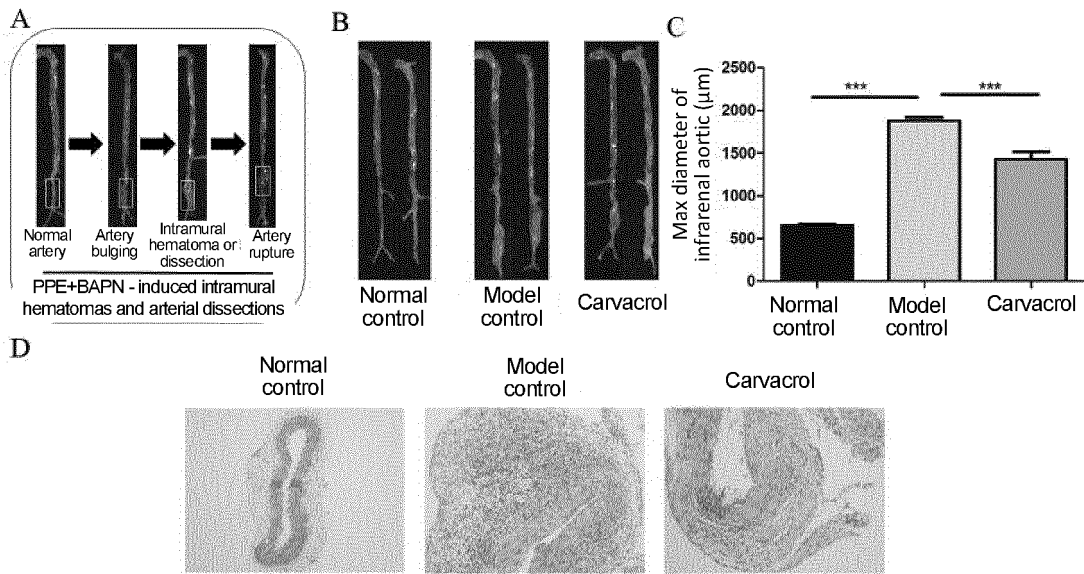 A
Normal
artery
Artery
bulging
Intramural
hematoma or
dissection
Artery
rupture
PPE+BAPN - induced intramural
hematomas and arterial dissections
B
Normal
control
Model
control
Carvacrol
C
Max diameter of
infrarenal aortic (μm)
2500
2000
1500
1000
500
0
***
***
Normal
control
Model
control
Carvacrol
D
Normal
control
Model
control
Carvacrol